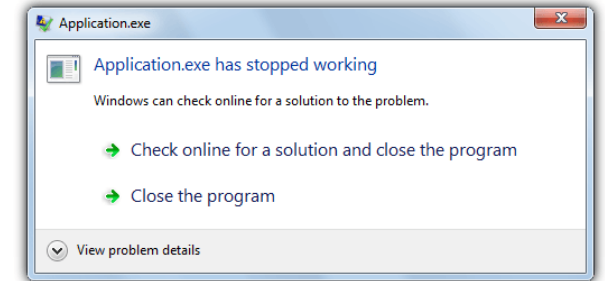 Application.exe
Application.exe has stopped working
Windows can check online for a solution to the problem.
Check online for a solution and close the program
Close the program
View problem details